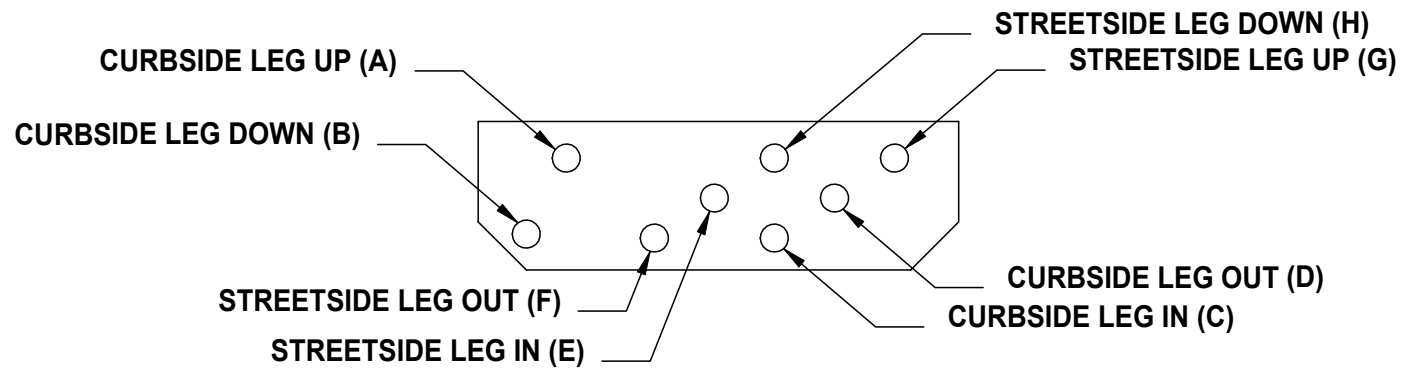 STREETSIDE LEG DOWN (H)
CURBSIDE LEG UP (A)
STREETSIDE LEG UP (G)
CURBSIDE LEG DOWN (B)
CURBSIDE LEG OUT (D)
STREETSIDE LEG OUT (F)
CURBSIDE LEG IN (C)
STREETSIDE LEG IN (E)